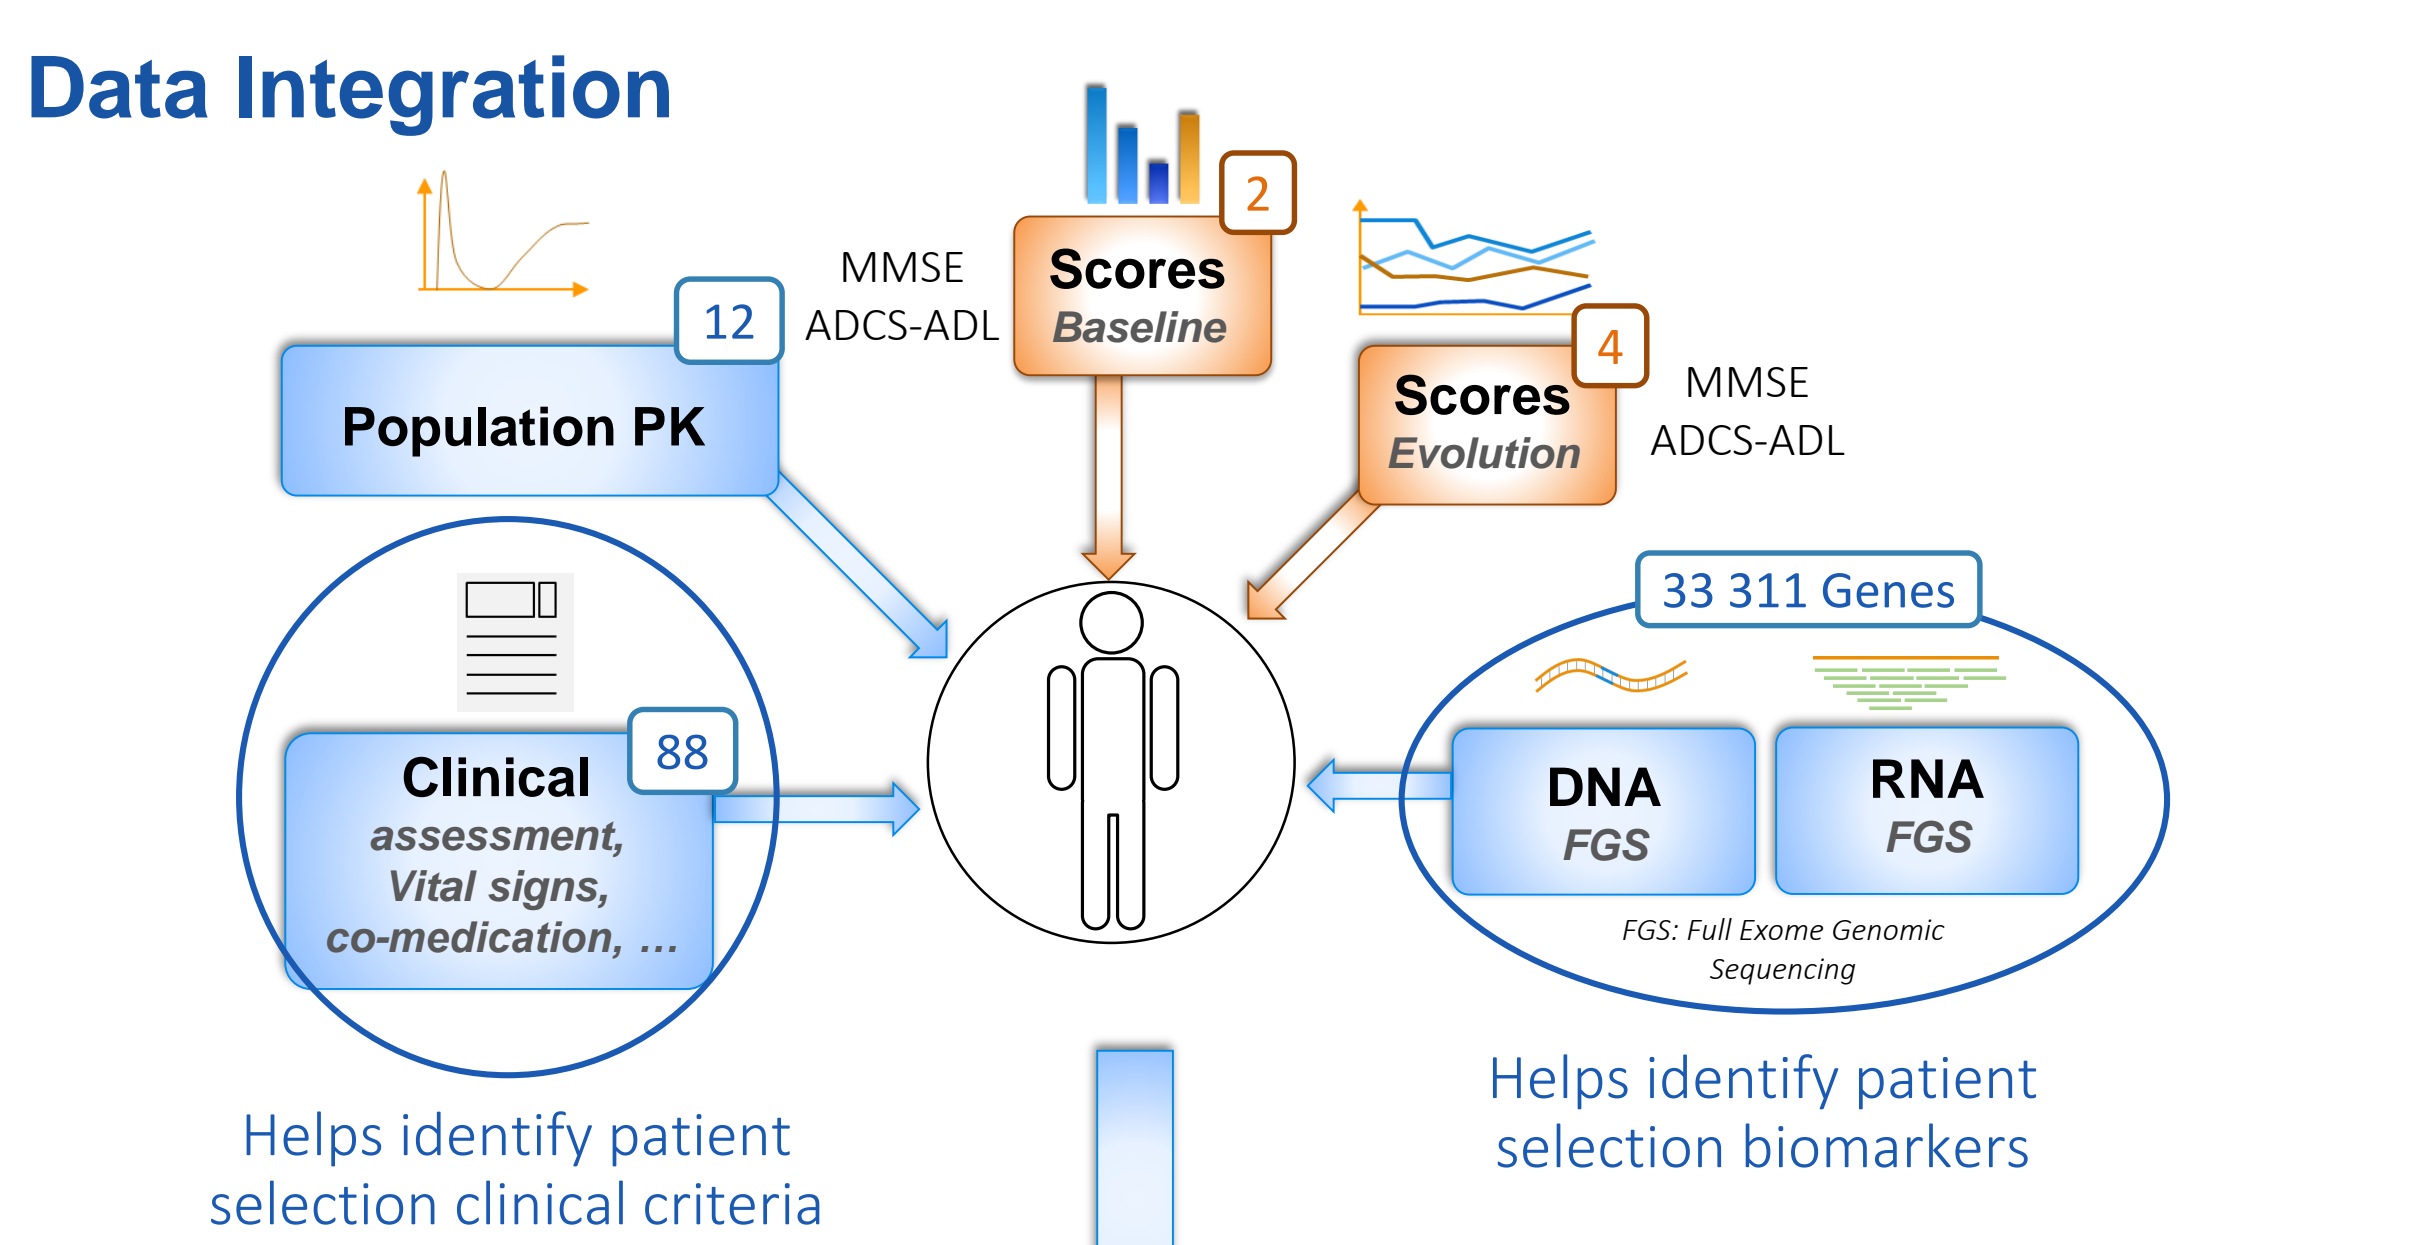 Data Integration
12
Population PK
MMSE
ADCS-ADL
2
Scores
Baseline
4
Scores
Evolution
MMSE
ADCS-ADL
88
Clinical
assessment,
Vital signs,
co-medication, …
Helps identify patient
selection clinical criteria
33 311 Genes
DNA
FGS
RNA
FGS
FGS: Full Exome Genomic
Sequencing
Helps identify patient
selection biomarkers